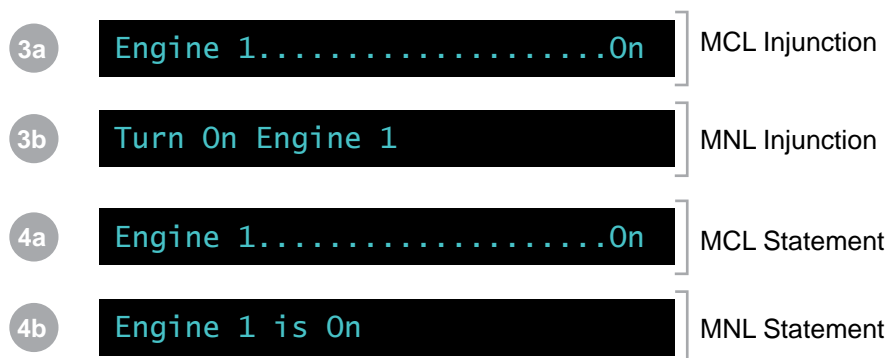 3a Engine 1....................On MCL Injunction
3b Turn On Engine 1 MNL Injunction
4a Engine 1....................On MCL Statement
4b Engine 1 is On MNL Statement